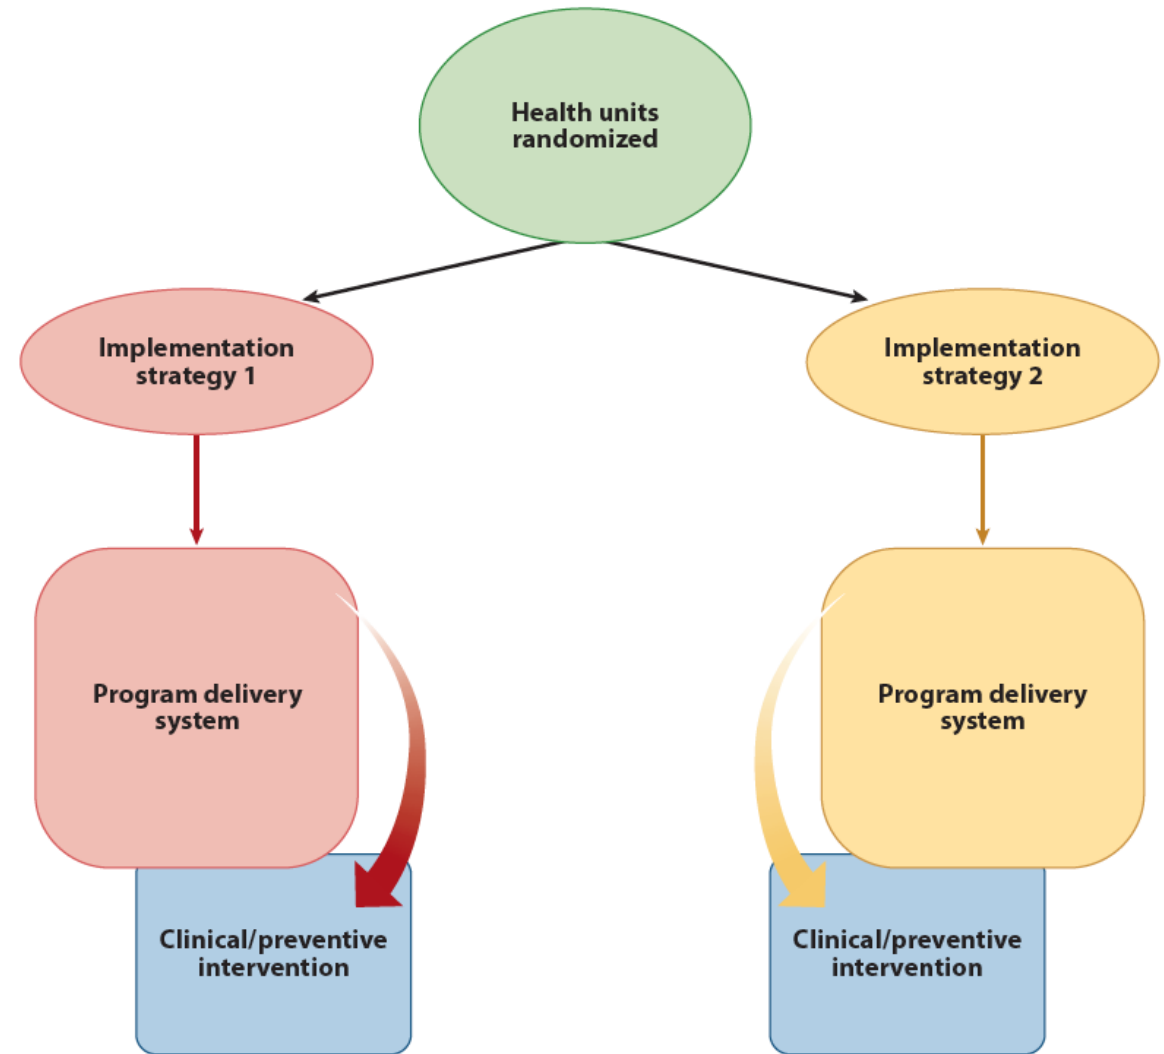 Health units
randomized
Implementation
strategy 1
Implementation
strategy 2
Program delivery
system
Program delivery
system
Clinical/preventive
intervention
Clinical/preventive
intervention